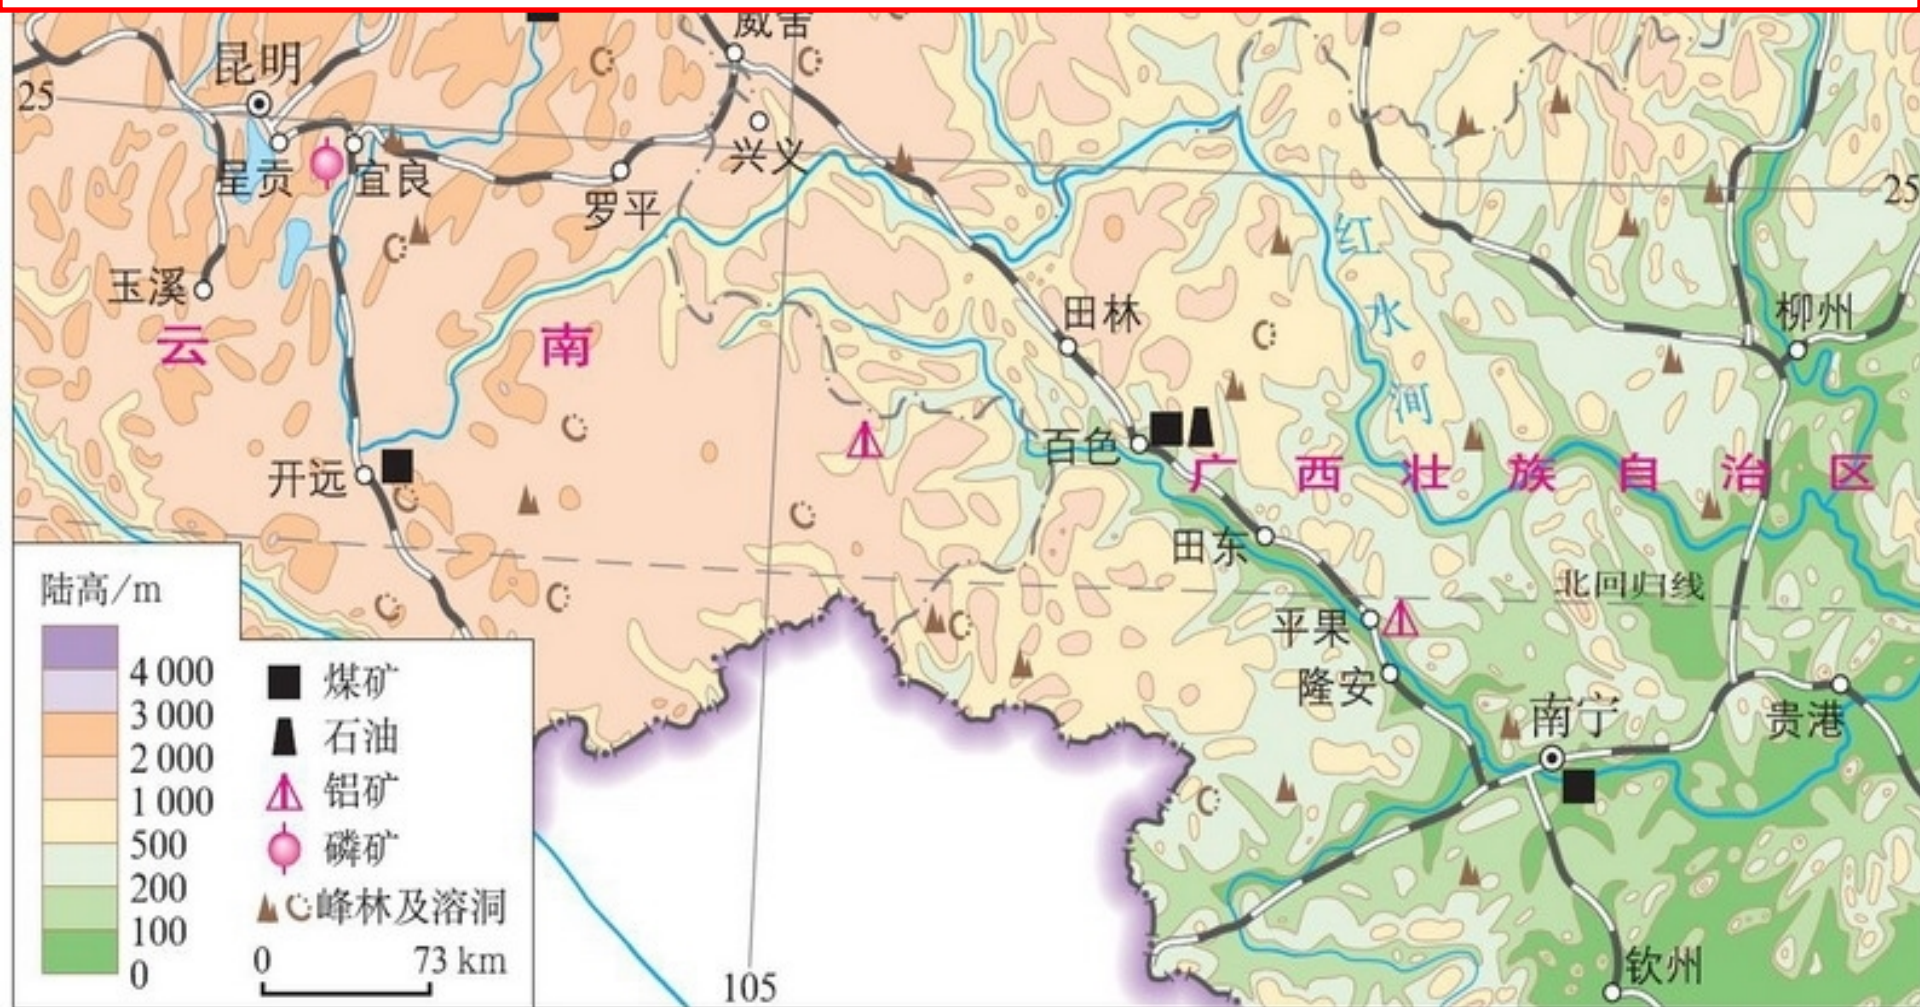 威舍
昆明
25
兴义
呈贡
宜良
罗平
25
红水河
玉溪
云南
田林
柳州
百色
开远
广西壮族自治区
田东
北回归线
平果
隆安
南宁
贵港
钦州
105
陆高/m
4 000
3 000
2 000
1 000
500
200
100
0
煤矿
石油
铝矿
磷矿
峰林及溶洞
0 73 km